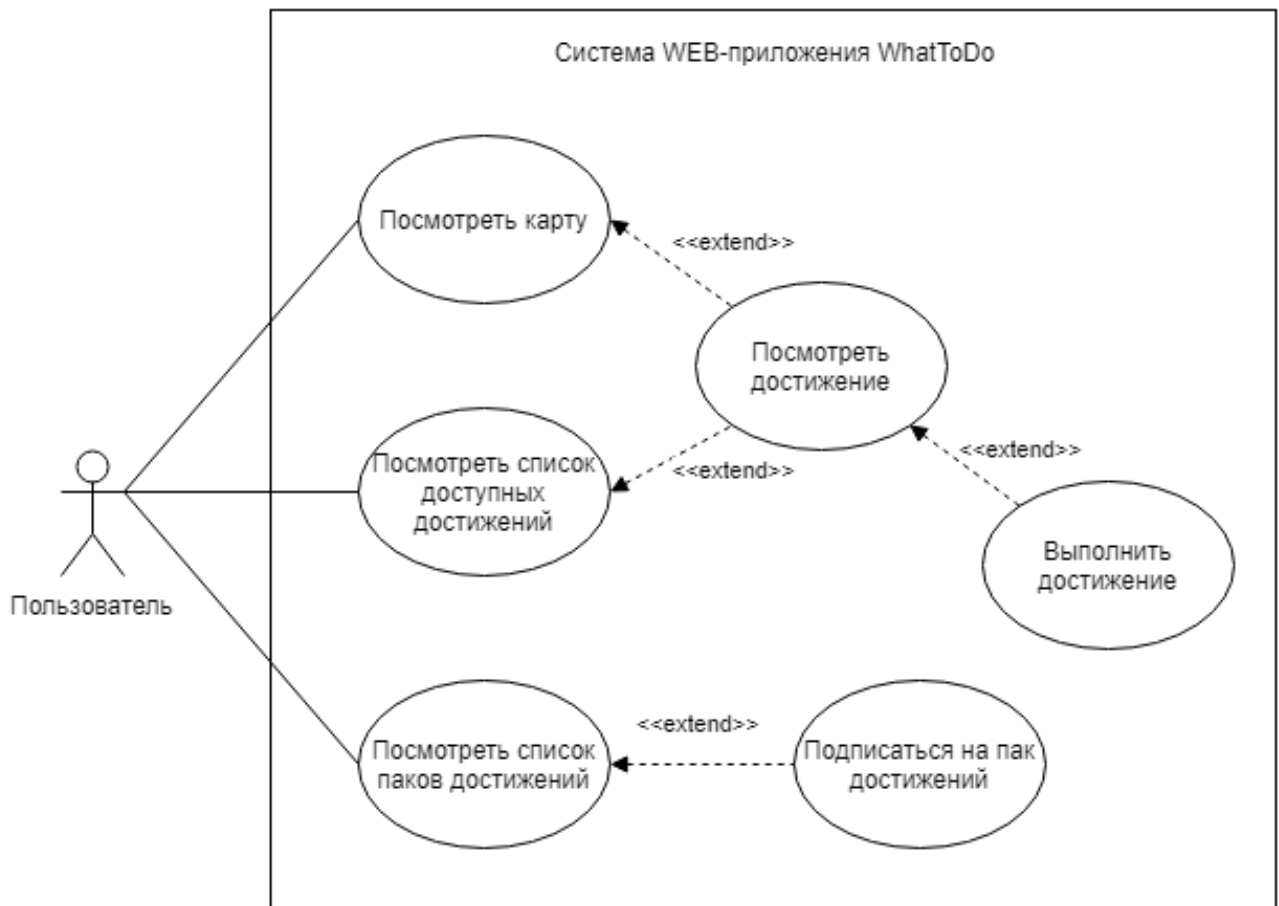 Система WEB-приложения WhatToDo
Посмотреть карту
<<extend>>
Посмотреть
достижение
Посмотреть список
доступных
достижений
<<extend>>
<<extend>>
Выполнить
достижение
Пользователь
Посмотреть список
паков достижений
<<extend>>
Подписаться на пак
достижений